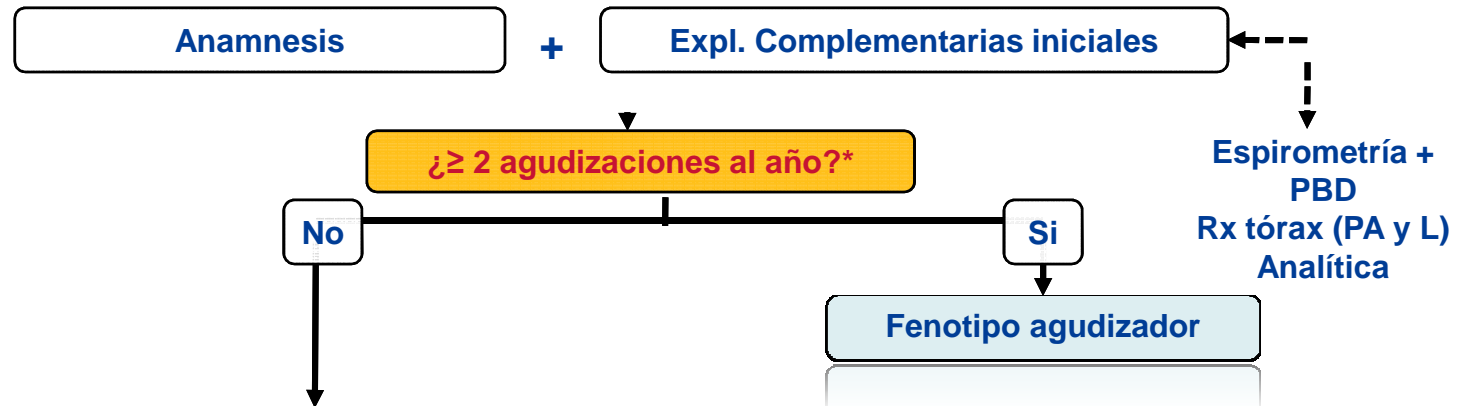 Anamnesis
+
Expl. Complementarias iniciales
¿≥ 2 agudizaciones al año?*
Espirometría +
PBD
Rx tórax (PA y L)
Analítica
No
Si
Fenotipo agudizador